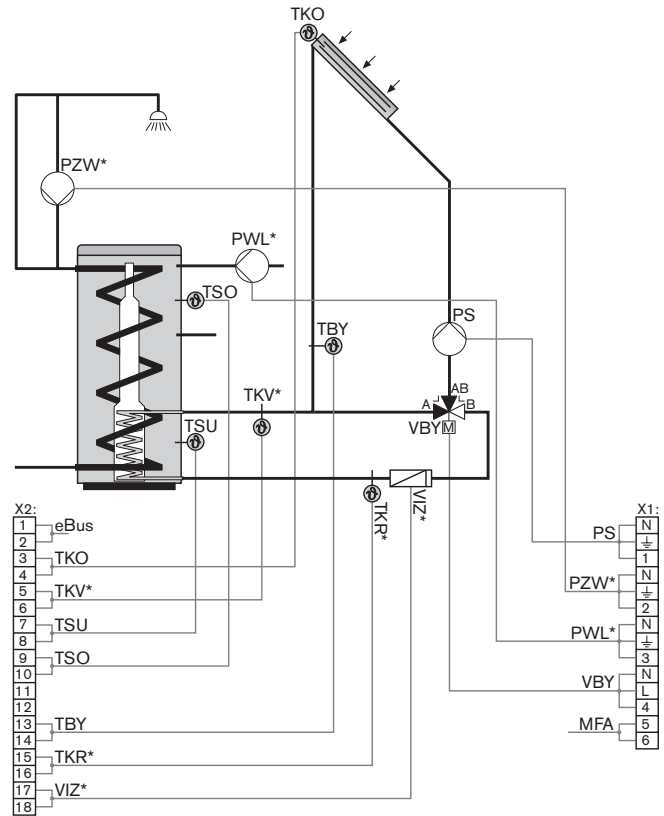 TKO
PZW*
PWL*
TSO
PS
TBY
TKV*
AB
A
B
VBY M
TSU
TKR*
VIZ*
X2:
1
2
eBus
3
4
TKO
5
6
TKV*
7
8
TSU
9
10
TSO
11
12
13
14
TBY
15
16
TKR*
17
18
VIZ*
X1:
PS
N
1
PZW*
N
2
PWL*
N
3
VBY
N
L
4
MFA
5
6